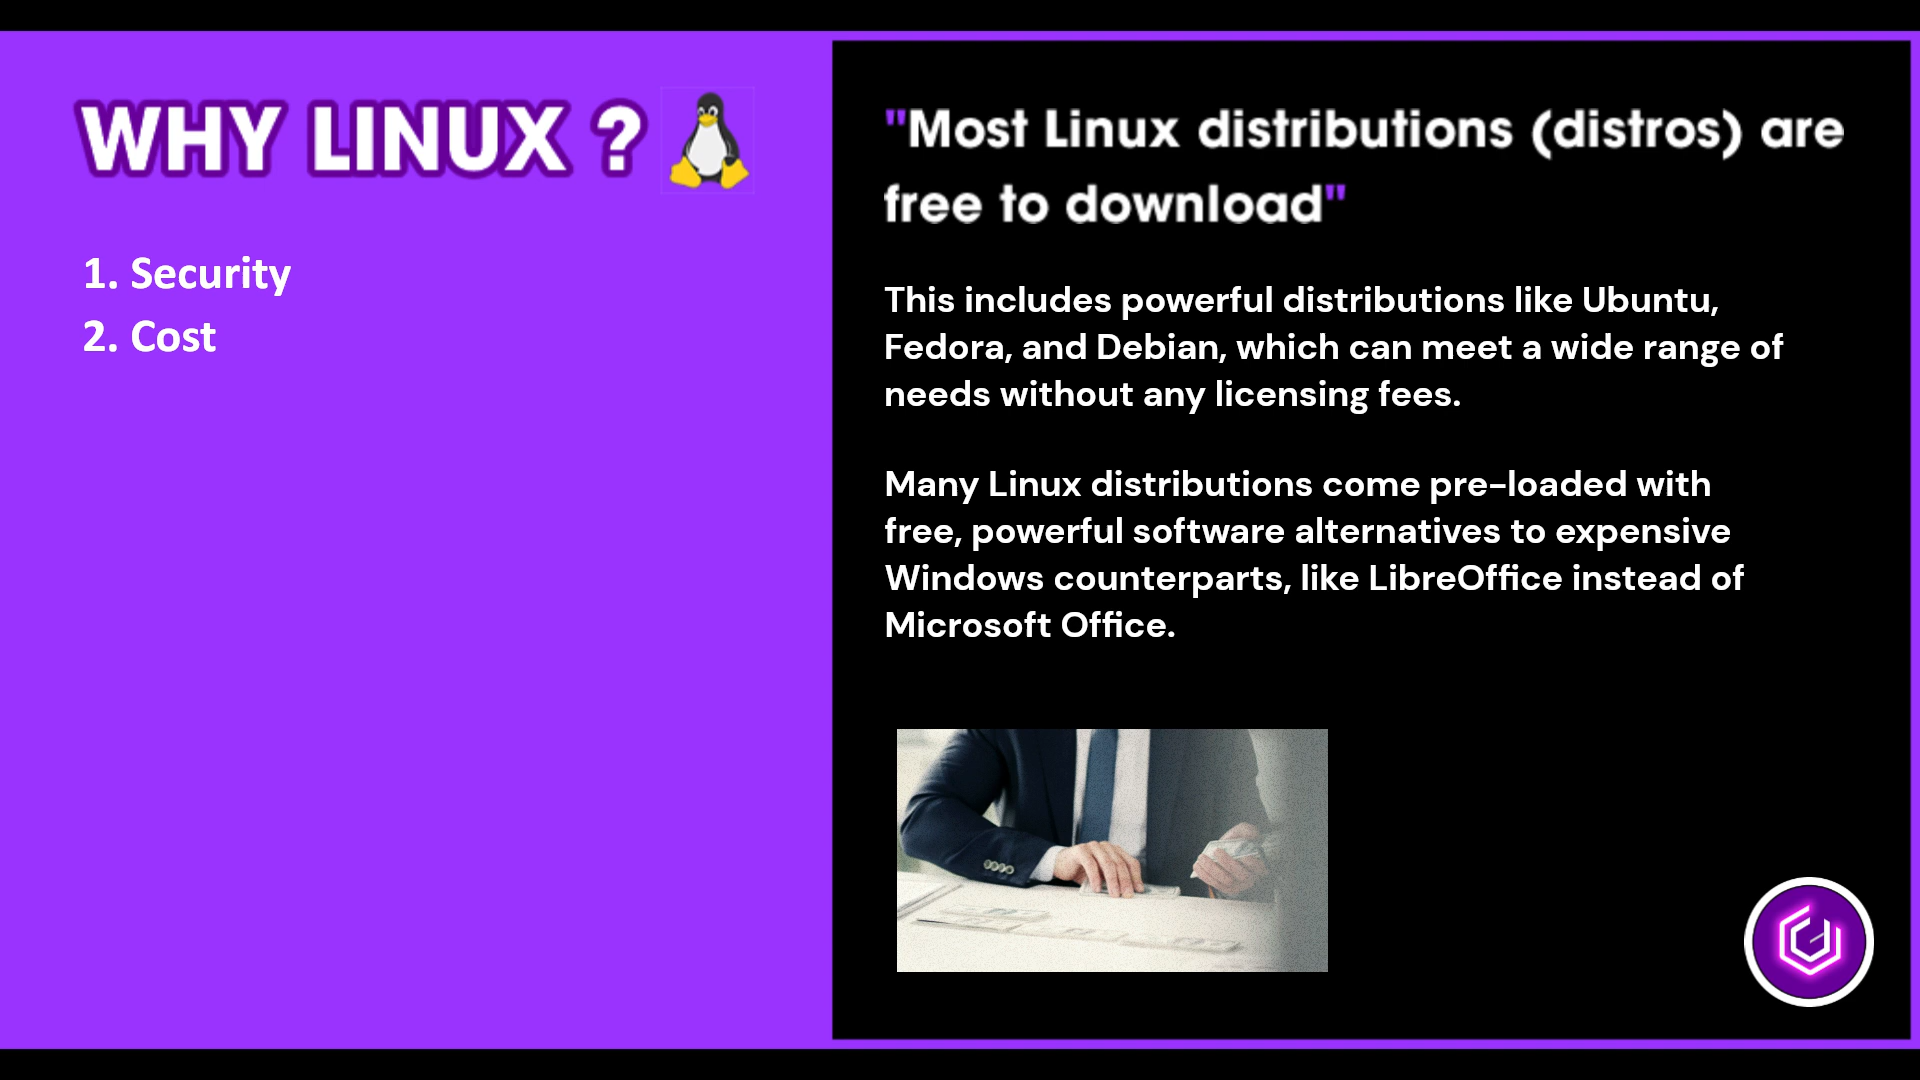 WHY LINUX ?
1. Security
2. Cost
"Most Linux distributions (distros) are
free to download"
This includes powerful distributions like Ubuntu,
Fedora, and Debian, which can meet a wide range of
needs without any licensing fees.
Many Linux distributions come pre-loaded with
free, powerful software alternatives to expensive
Windows counterparts, like LibreOffice instead of
Microsoft Office.